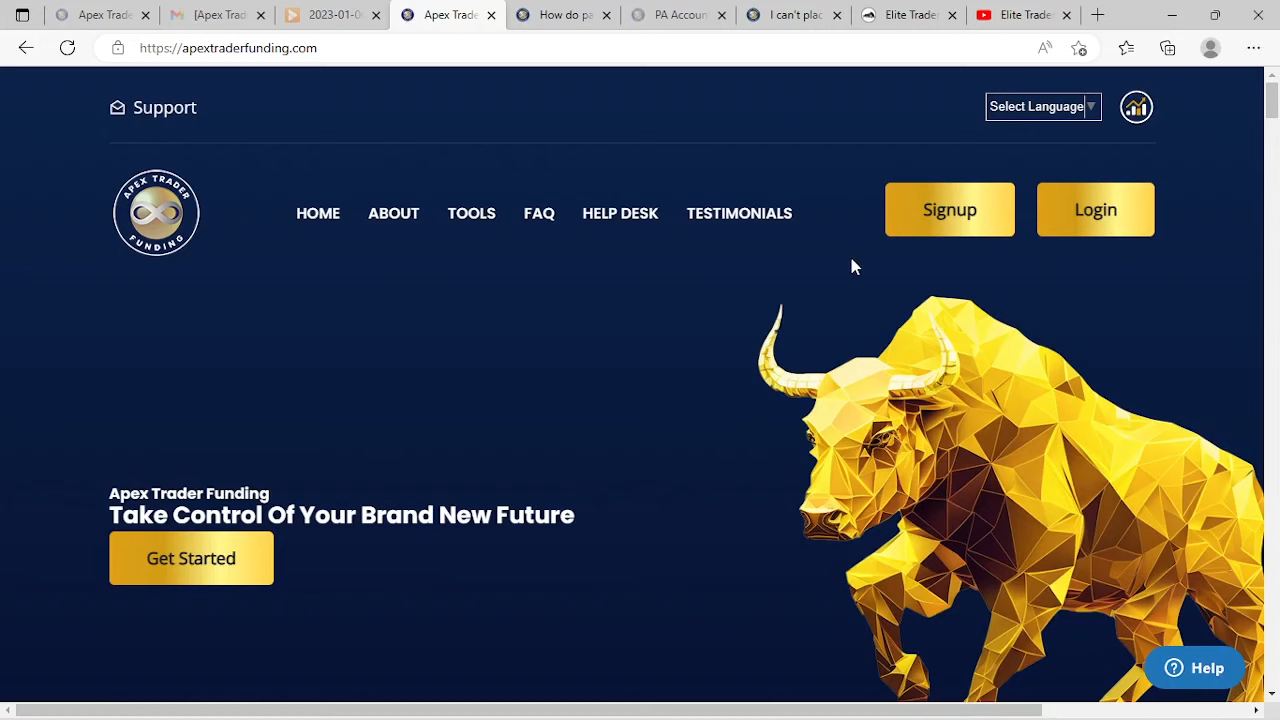 Apex Trade
[Apex Trad
2023-01-0
Apex Trade
How do pa
PA Accoun
I can't plac
Elite Trade
Elite Trade
https://apextraderfunding.com
Support
Select Language
APEX TRADER
FUNDING
HOME
ABOUT
TOOLS
FAQ
HELP DESK
TESTIMONIALS
Signup
Login
Apex Trader Funding
Take Control Of Your Brand New Future
Get Started
Help